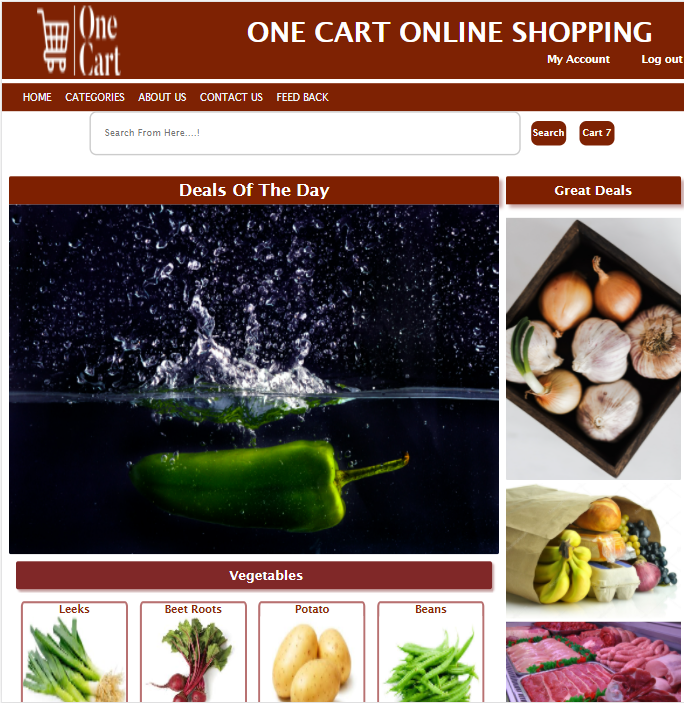 One
Cart
ONE CART ONLINE SHOPPING
My Account
Log out
HOME
CATEGORIES
ABOUT US
CONTACT US
FEED BACK
Search From Here....!
Search
Cart 7
Deals Of The Day
Great Deals
Vegetables
Leeks
Beet Roots
Potato
Beans